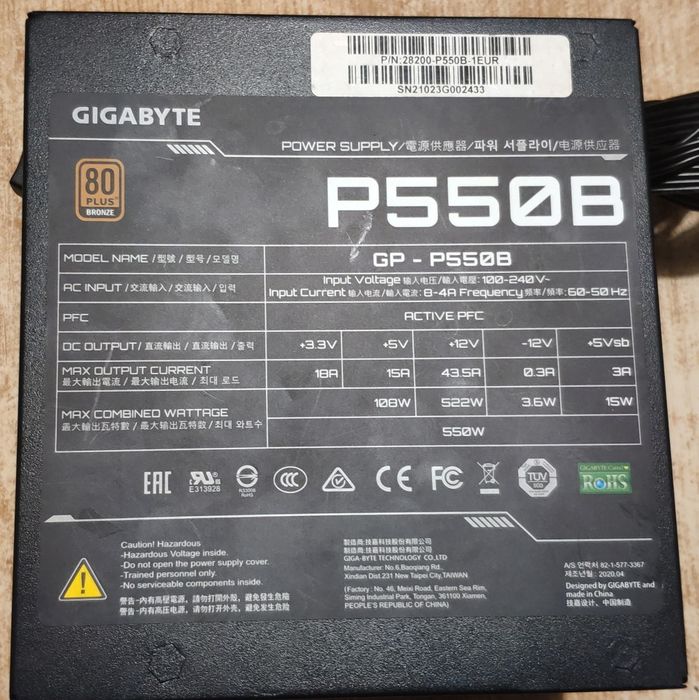 P/N:28200-P550B-1EUR
SN21023G002433
GIGABYTE
POWER SUPPLY/電源供應器/파워 서플라이/电源供应器
80
PLUS
BRONZE
P550B
MODEL NAME /型號 /型号/모델명 GP - P550B
AC INPUT /交流輸入 /交流输入 /입력 Input Voltage 输入电压/輸入電壓: 100-240V~
Input Current 输入电流/輸入電流: 8-4A Frequency 频率/頻率: 60-50 Hz
PFC ACTIVE PFC
DC OUTPUT /直流輸出 /直流输出 /출력 +3.3V +5V +12V -12V +5Vsb
MAX OUTPUT CURRENT 18A 15A 43.5A 0.3A 3A
最大輸出電流 / 最大输出电流 /최대 로드
MAX COMBINED WATTAGE 108W 522W 3.6W 15W
最大輸出瓦特數 / 最大输出瓦特数 /최대 와트수 550W
EAC
E313928
N33008
RoHS
CCC
CE
FC
TUV
SUD
GIGABYTE Cares!
RoHS
Caution! Hazardous
-Hazardous Voltage inside.
-Do not open the power supply cover.
-Trained personnel only.
-No serviceable components inside.
警告-內有高壓電源, 請勿打開外殼, 避免發生危險
警告-内有高压电源, 请勿打开外壳, 避免发生危险
製造商:技嘉科技股份有限公司
制造商:技嘉科技股份有限公司
GIGA-BYTE TECHNOLOGY CO.,LTD
Manufacturer: No.6,Baoqiang Rd.,
Xindian Dist.231 New Taipei City,TAIWAN
(Factory : No. 46, Meixi Road, Eastern Sea Rim,
Siming Industrial Park, Tongan, 361100 Xiamen,
PEOPLE'S REPUBLIC OF CHINA)
A/S 연락처 82-1-577-3367
제조년월 : 2020.04
Designed by GIGABYTE and
made in China
技嘉设计、中国制造